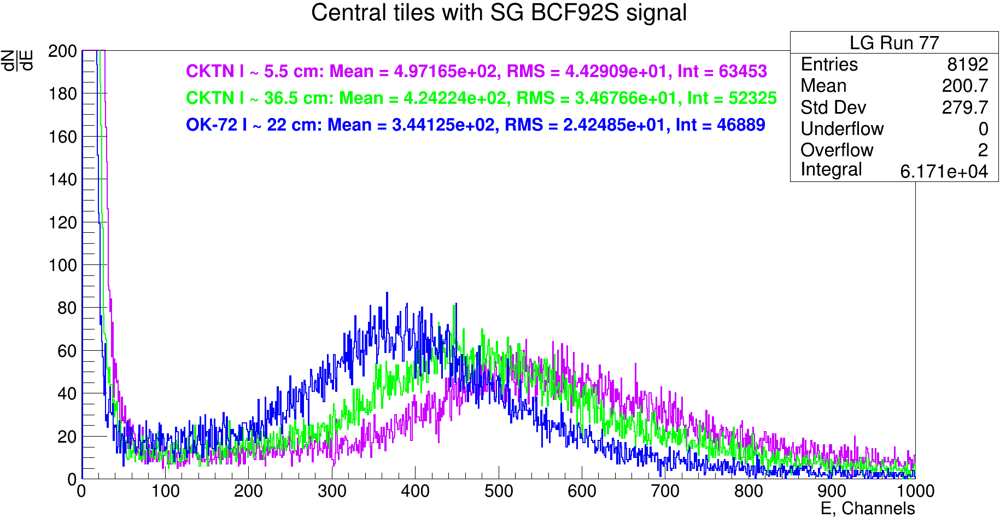 Central tiles with SG BCF92S signal
dN
dE
LG Run 77
Entries 8192
Mean 200.7
Std Dev 279.7
Underflow 0
Overflow 2
Integral 6.171e+04
CKTN l ~ 5.5 cm: Mean = 4.97165e+02, RMS = 4.42909e+01, Int = 63453
CKTN l ~ 36.5 cm: Mean = 4.24224e+02, RMS = 3.46766e+01, Int = 52325
OK-72 l ~ 22 cm: Mean = 3.44125e+02, RMS = 2.42485e+01, Int = 46889
200
180
160
140
120
100
80
60
40
20
0
0 100 200 300 400 500 600 700 800 900 1000
E, Channels